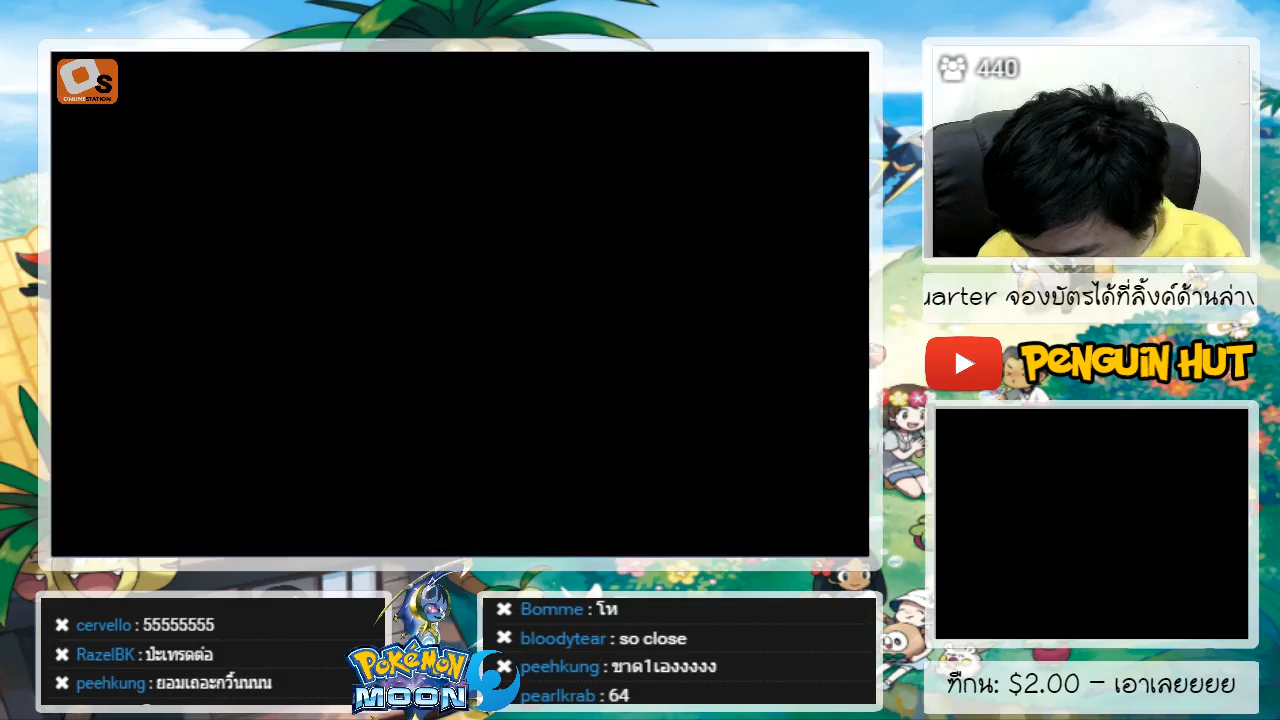 OS
ONLINE STATION
440
uarter จองบัตรได้ที่ลิ้งค์ด้านล่าง
PENGUIN HUT
cervello : 55555555
RazelBK : ป่ะเทรดต่อ
peehkung : ยอมเถอะกวิ้นนนน
POKéMON
MOON
Bomme : โห
bloodytear : so close
peehkung : ขาด1เองงงงง
pearlkrab : 64
ทีกน: $2.00 – เอาเลยยยย